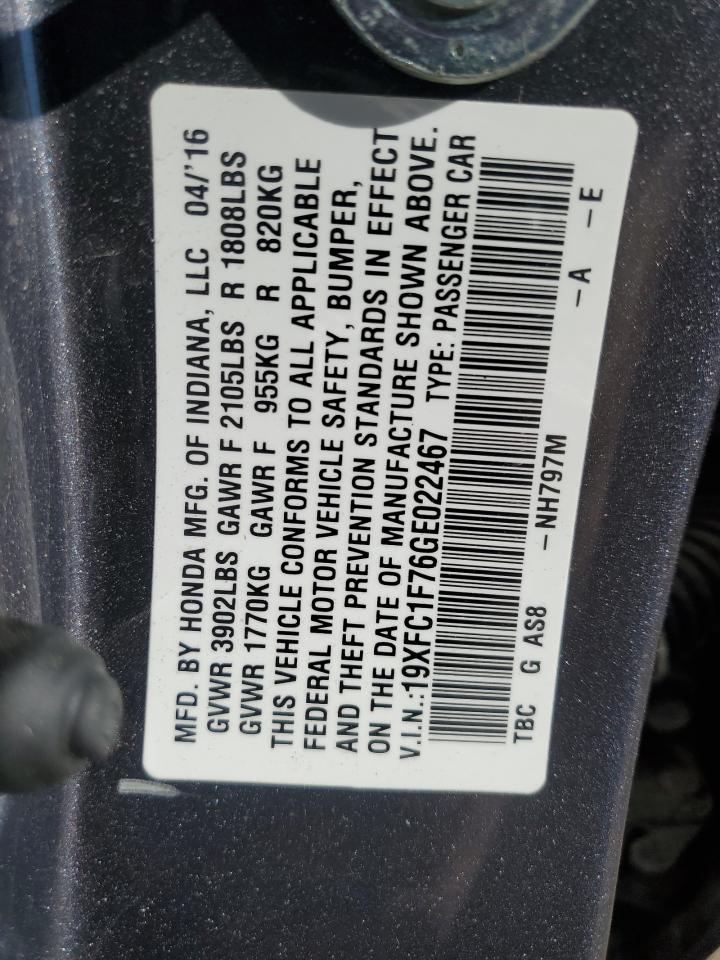 MFD. BY HONDA MFG. OF INDIANA, LLC 04/'16
GVWR 3902LBS GAWR F 2105LBS R 1808LBS
GVWR 1770KG GAWR F 955KG R 820KG
THIS VEHICLE CONFORMS TO ALL APPLICABLE
FEDERAL MOTOR VEHICLE SAFETY, BUMPER,
AND THEFT PREVENTION STANDARDS IN EFFECT
ON THE DATE OF MANUFACTURE SHOWN ABOVE.
V.I.N.:19XFC1F76GE022467 TYPE: PASSENGER CAR
TBC G AS8 -NH797M -A -E